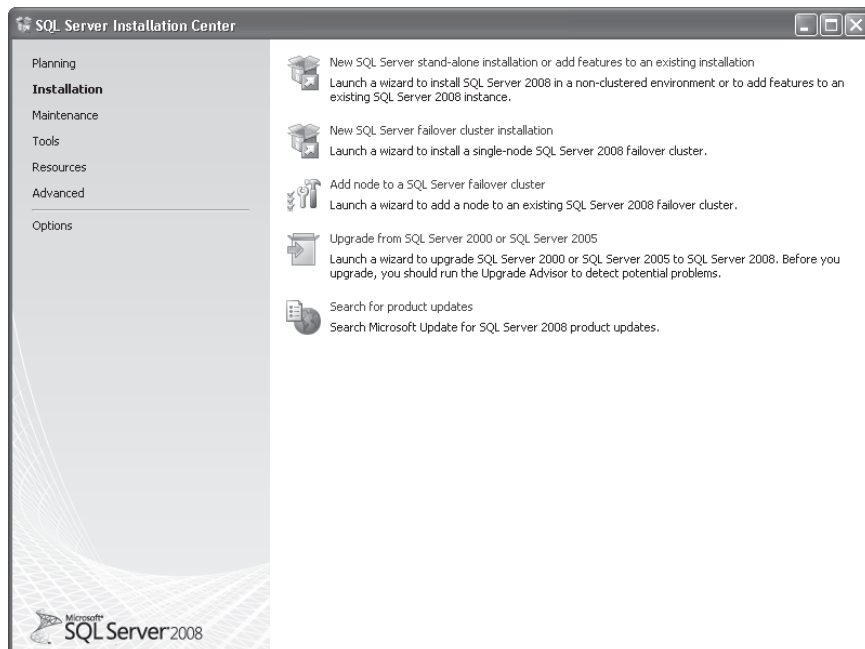 SQL Server Installation Center
Planning
Installation
Maintenance
Tools
Resources
Advanced
Options
New SQL Server stand-alone installation or add features to an existing installation
Launch a wizard to install SQL Server 2008 in a non-clustered environment or to add features to an
existing SQL Server 2008 instance.
New SQL Server failover cluster installation
Launch a wizard to install a single-node SQL Server 2008 failover cluster.
Add node to a SQL Server failover cluster
Launch a wizard to add a node to an existing SQL Server 2008 failover cluster.
Upgrade from SQL Server 2000 or SQL Server 2005
Launch a wizard to upgrade SQL Server 2000 or SQL Server 2005 to SQL Server 2008. Before you
upgrade, you should run the Upgrade Advisor to detect potential problems.
Search for product updates
Search Microsoft Update for SQL Server 2008 product updates.
Microsoft
SQL Server 2008